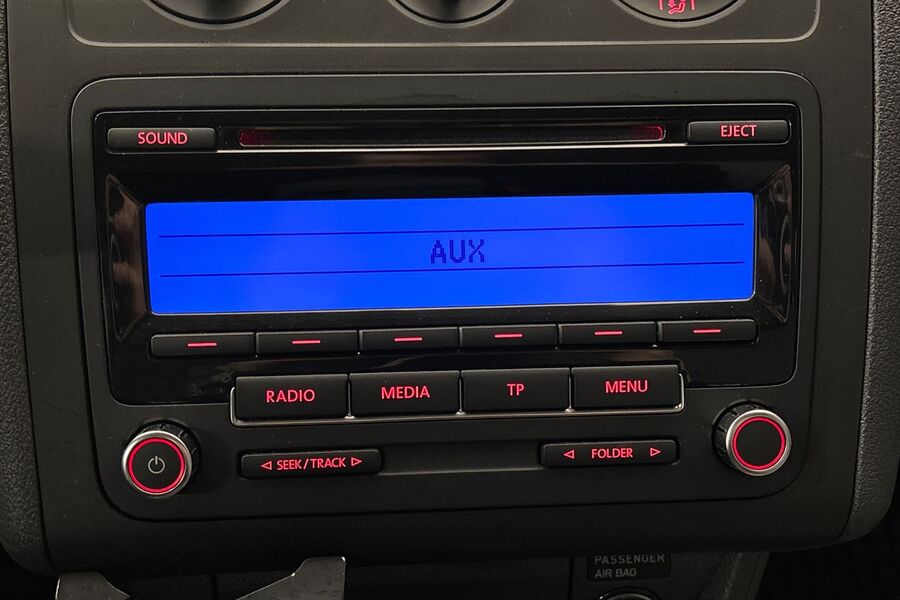 SOUND
EJECT
AUX
RADIO
MEDIA
TP
MENU
SEEK/TRACK
FOLDER
PASSENGER
AIR BAG